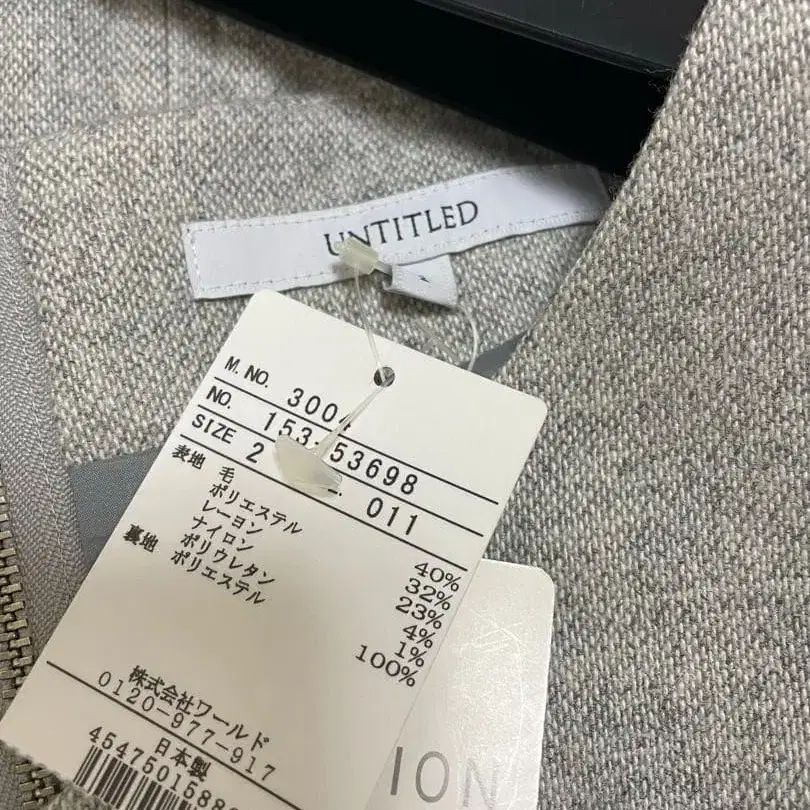 UNTITLED
M. NO. 3004
NO. 153-53698
SIZE 2 011
表地 毛 40%
ポリエステル 32%
レーヨン 23%
ナイロン 4%
ポリウレタン 1%
裏地 ポリエステル 100%
株式会社ワールド
0120-977-917
日本製
45475015886
ION